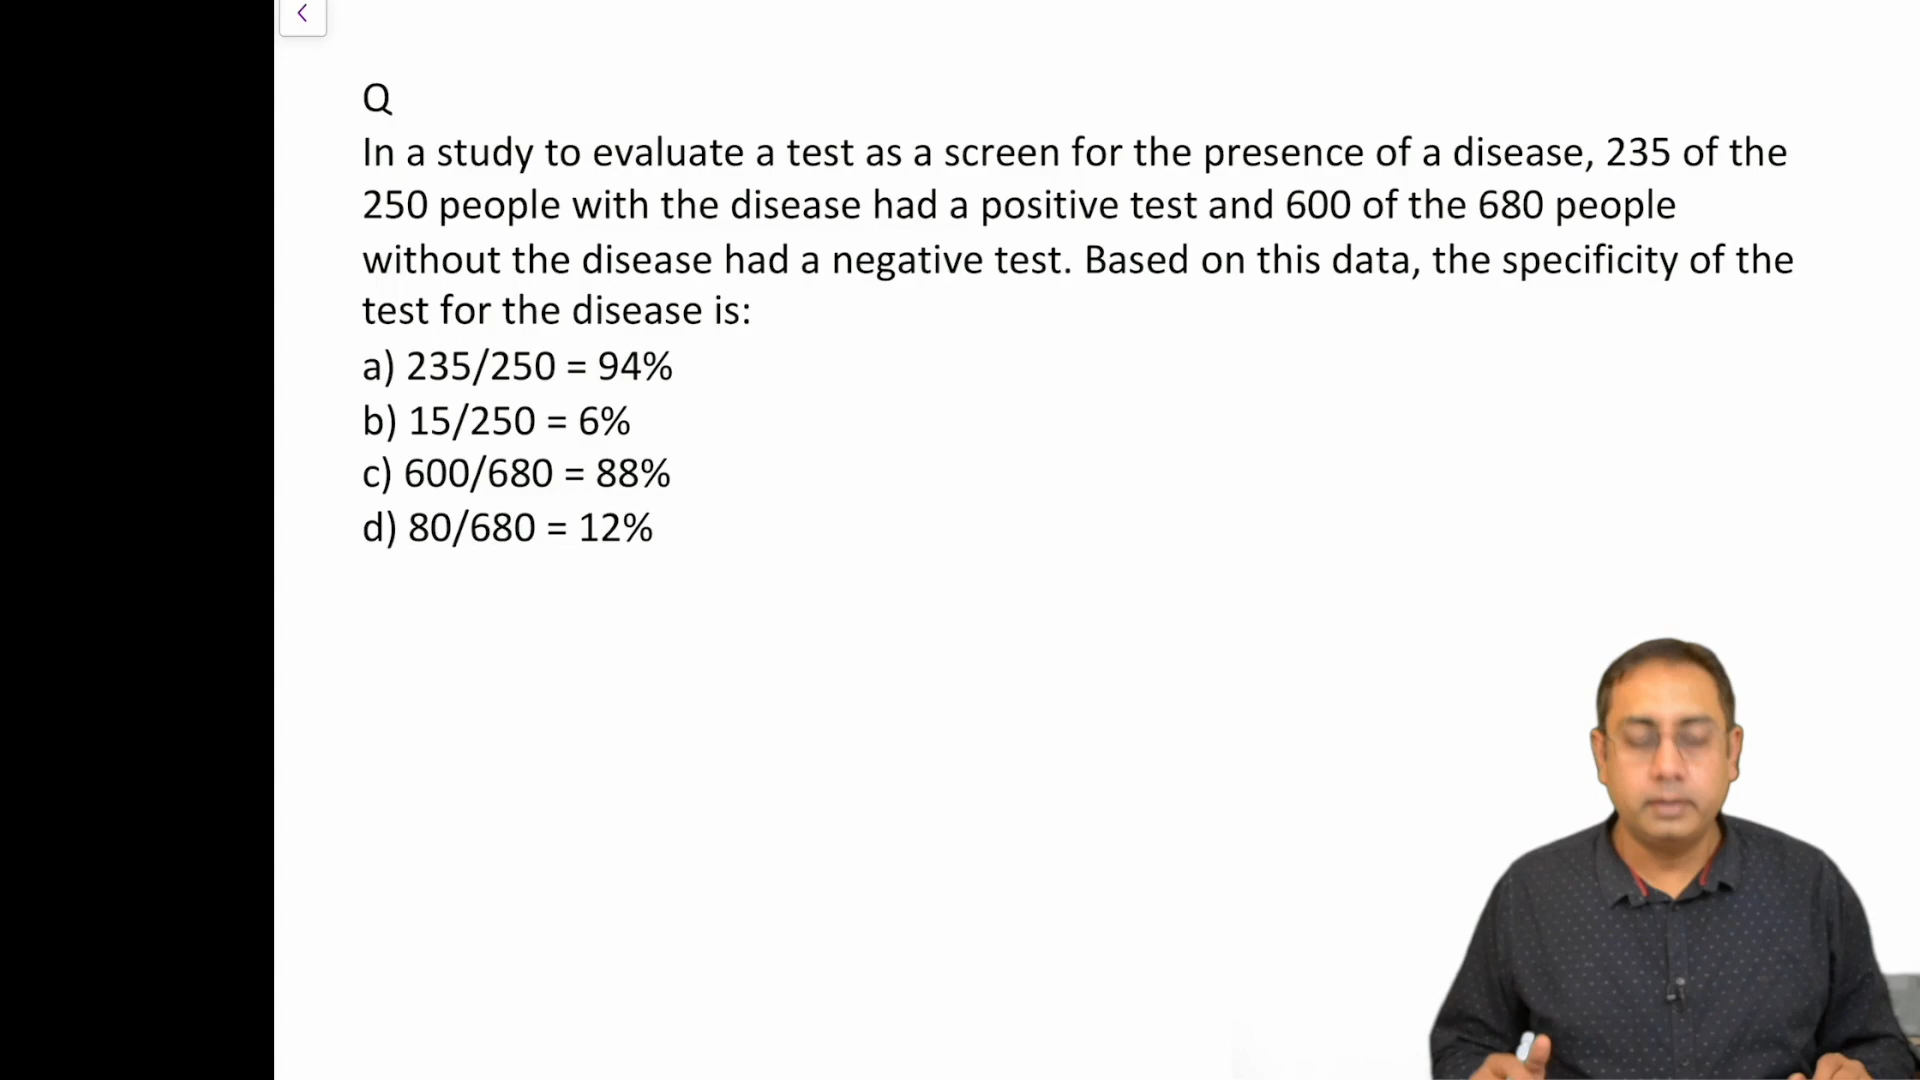 Q
In a study to evaluate a test as a screen for the presence of a disease, 235 of the
250 people with the disease had a positive test and 600 of the 680 people
without the disease had a negative test. Based on this data, the specificity of the
test for the disease is:
a) 235/250 = 94%
b) 15/250 = 6%
c) 600/680 = 88%
d) 80/680 = 12%